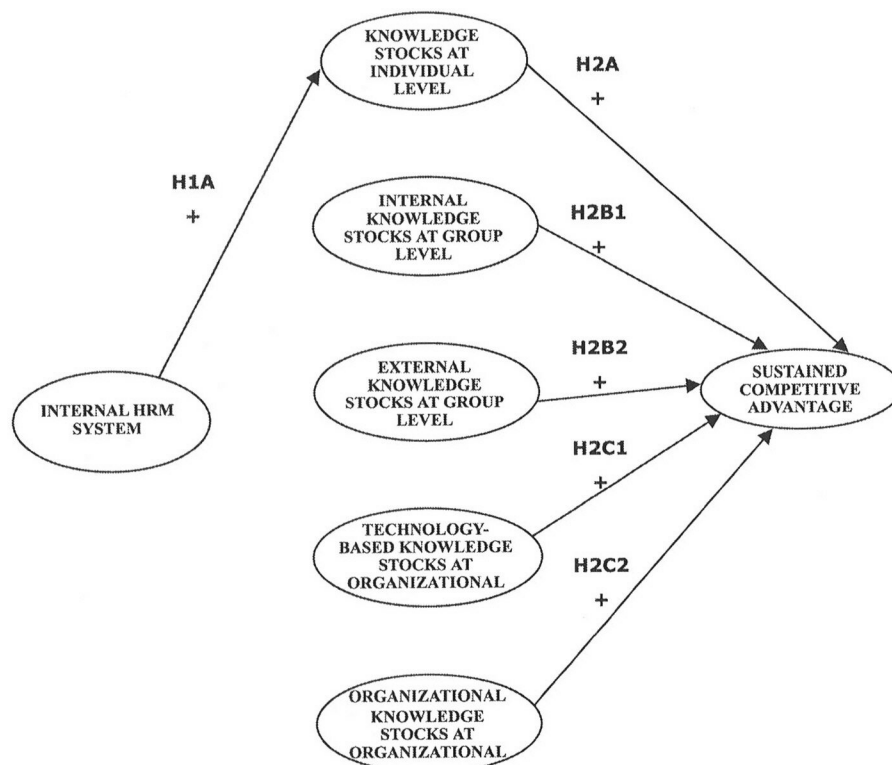 KNOWLEDGE
STOCKS AT
INDIVIDUAL
LEVEL
H2A
+
H1A
+
INTERNAL
KNOWLEDGE
STOCKS AT GROUP
LEVEL
H2B1
+
EXTERNAL
KNOWLEDGE
STOCKS AT GROUP
LEVEL
H2B2
+
INTERNAL HRM
SYSTEM
SUSTAINED
COMPETITIVE
ADVANTAGE
H2C1
+
TECHNOLOGY-
BASED KNOWLEDGE
STOCKS AT
ORGANIZATIONAL
H2C2
+
ORGANIZATIONAL
KNOWLEDGE
STOCKS AT
ORGANIZATIONAL